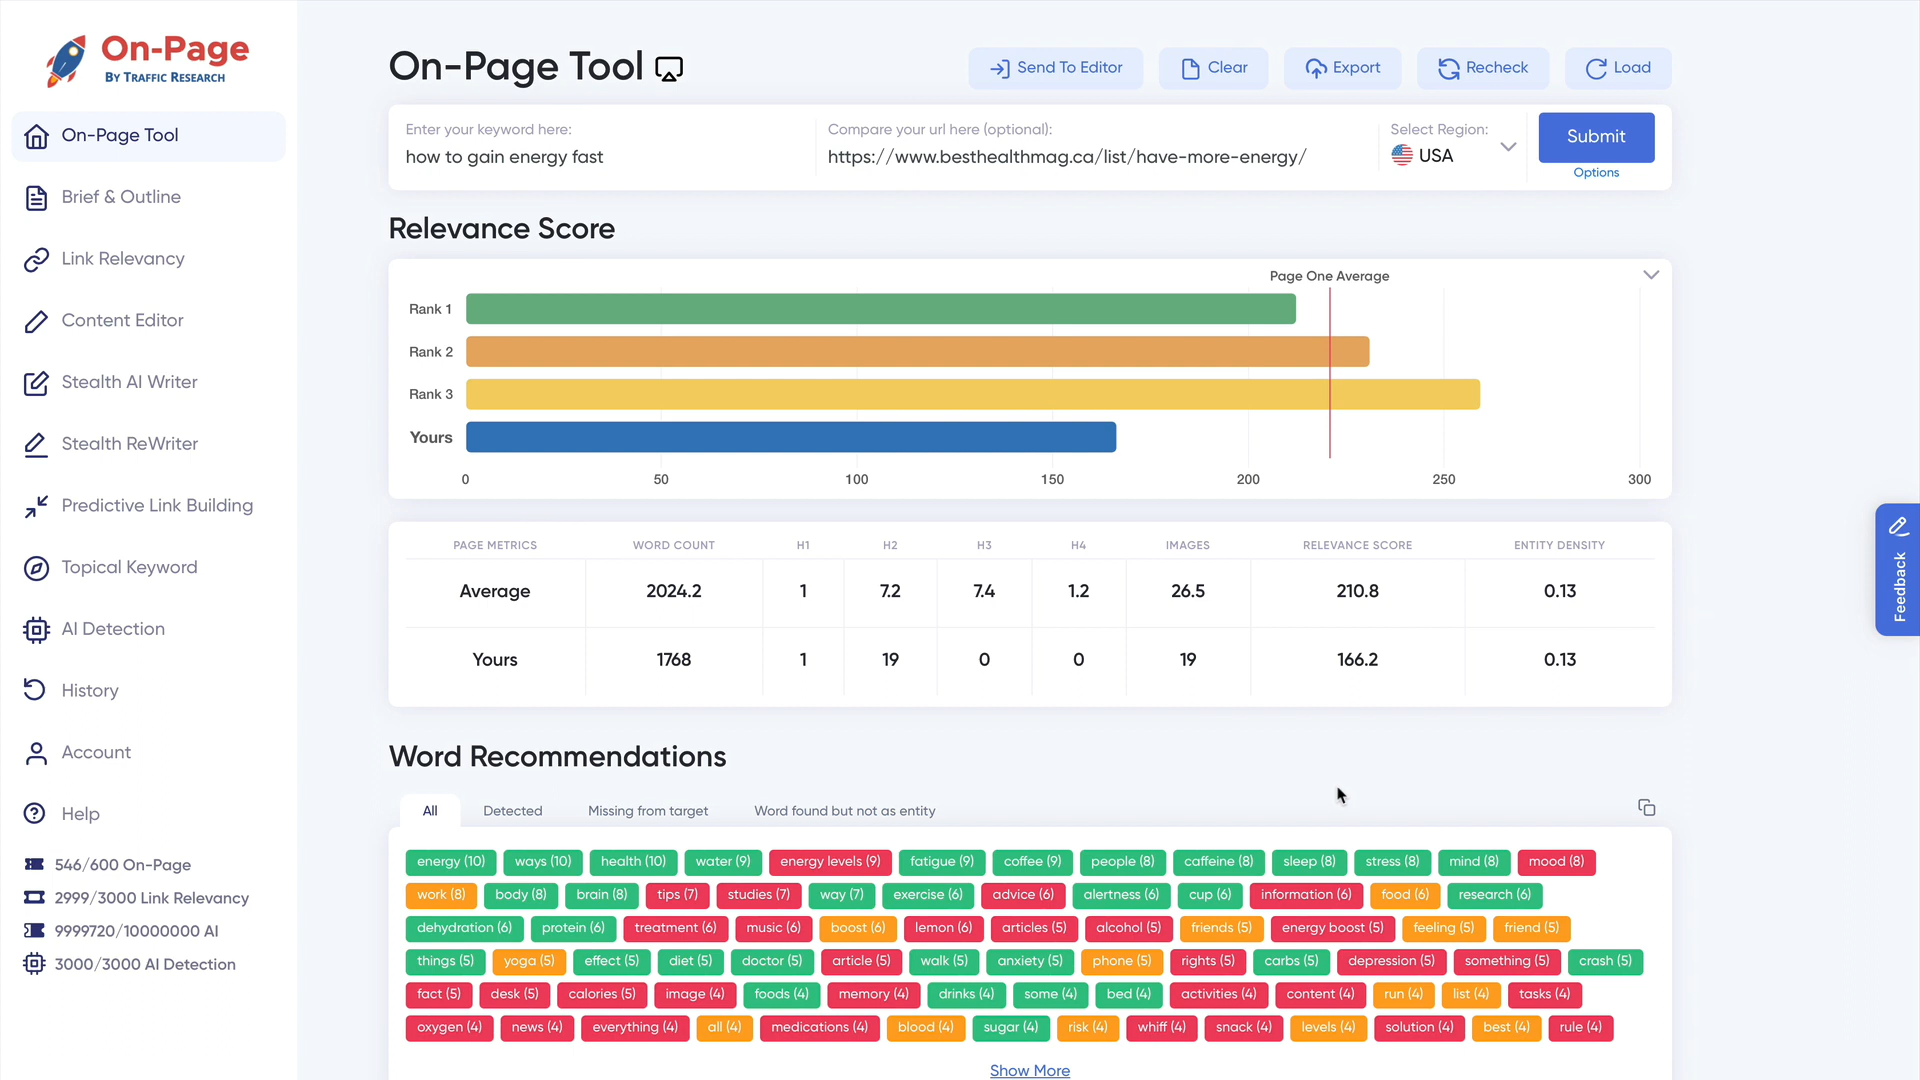 On-Page
BY TRAFFIC RESEARCH
On-Page Tool
Brief & Outline
Link Relevancy
Content Editor
Stealth AI Writer
Stealth ReWriter
Predictive Link Building
Topical Keyword
AI Detection
History
Account
Help
546/600 On-Page
2999/3000 Link Relevancy
9999720/10000000 AI
3000/3000 AI Detection
On-Page Tool
Send To Editor
Clear
Export
Recheck
Load
Enter your keyword here:
how to gain energy fast
Compare your url here (optional):
https://www.besthealthmag.ca/list/have-more-energy/
Select Region:
USA
Submit
Options
Relevance Score
Page One Average
Rank 1
Rank 2
Rank 3
Yours
0 50 100 150 200 250 300
PAGE METRICS WORD COUNT H1 H2 H3 H4 IMAGES RELEVANCE SCORE ENTITY DENSITY
Average 2024.2 1 7.2 7.4 1.2 26.5 210.8 0.13
Yours 1768 1 19 0 0 19 166.2 0.13
Word Recommendations
All Detected Missing from target Word found but not as entity
energy (10) ways (10) health (10) water (9) energy levels (9) fatigue (9) coffee (9) people (8) caffeine (8) sleep (8) stress (8) mind (8) mood (8)
work (8) body (8) brain (8) tips (7) studies (7) way (7) exercise (6) advice (6) alertness (6) cup (6) information (6) food (6) research (6)
dehydration (6) protein (6) treatment (6) music (6) boost (6) lemon (6) articles (5) alcohol (5) friends (5) energy boost (5) feeling (5) friend (5)
things (5) yoga (5) effect (5) diet (5) doctor (5) article (5) walk (5) anxiety (5) phone (5) rights (5) carbs (5) depression (5) something (5) crash (5)
fact (5) desk (5) calories (5) image (4) foods (4) memory (4) drinks (4) some (4) bed (4) activities (4) content (4) run (4) list (4) tasks (4)
oxygen (4) news (4) everything (4) all (4) medications (4) blood (4) sugar (4) risk (4) whiff (4) snack (4) levels (4) solution (4) best (4) rule (4)
Show More
Feedback